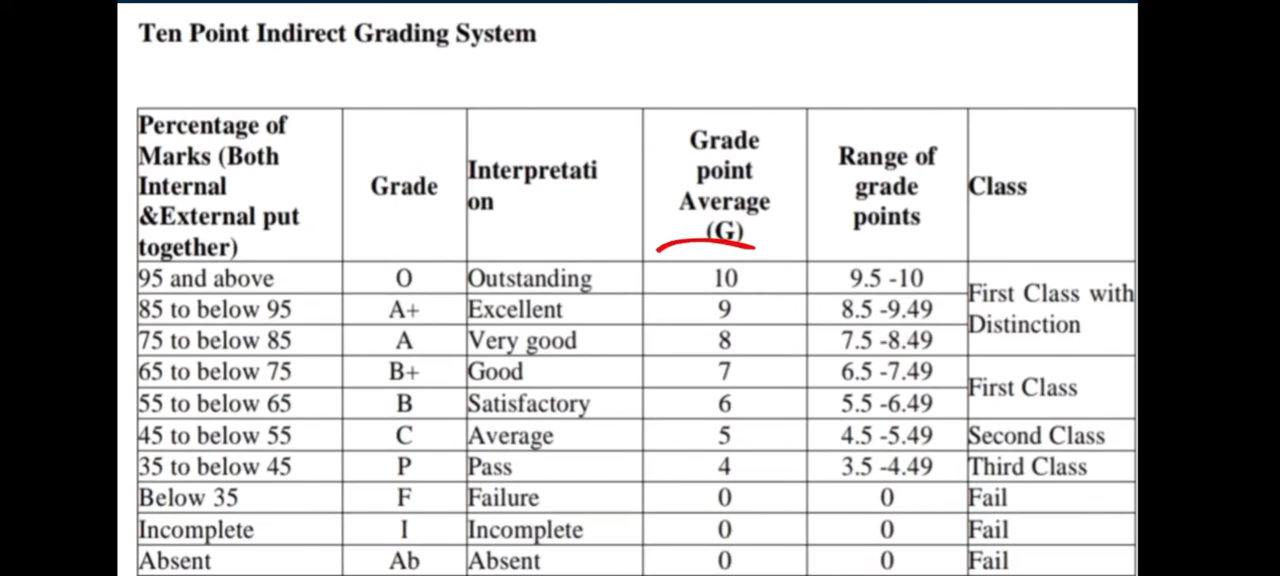 Ten Point Indirect Grading System
Percentage of Marks (Both Internal &External put together) | Grade | Interpretati on | Grade point Average (G) | Range of grade points | Class
95 and above | O | Outstanding | 10 | 9.5 -10 | First Class with Distinction
85 to below 95 | A+ | Excellent | 9 | 8.5 -9.49
75 to below 85 | A | Very good | 8 | 7.5 -8.49
65 to below 75 | B+ | Good | 7 | 6.5 -7.49 | First Class
55 to below 65 | B | Satisfactory | 6 | 5.5 -6.49
45 to below 55 | C | Average | 5 | 4.5 -5.49 | Second Class
35 to below 45 | P | Pass | 4 | 3.5 -4.49 | Third Class
Below 35 | F | Failure | 0 | 0 | Fail
Incomplete | I | Incomplete | 0 | 0 | Fail
Absent | Ab | Absent | 0 | 0 | Fail